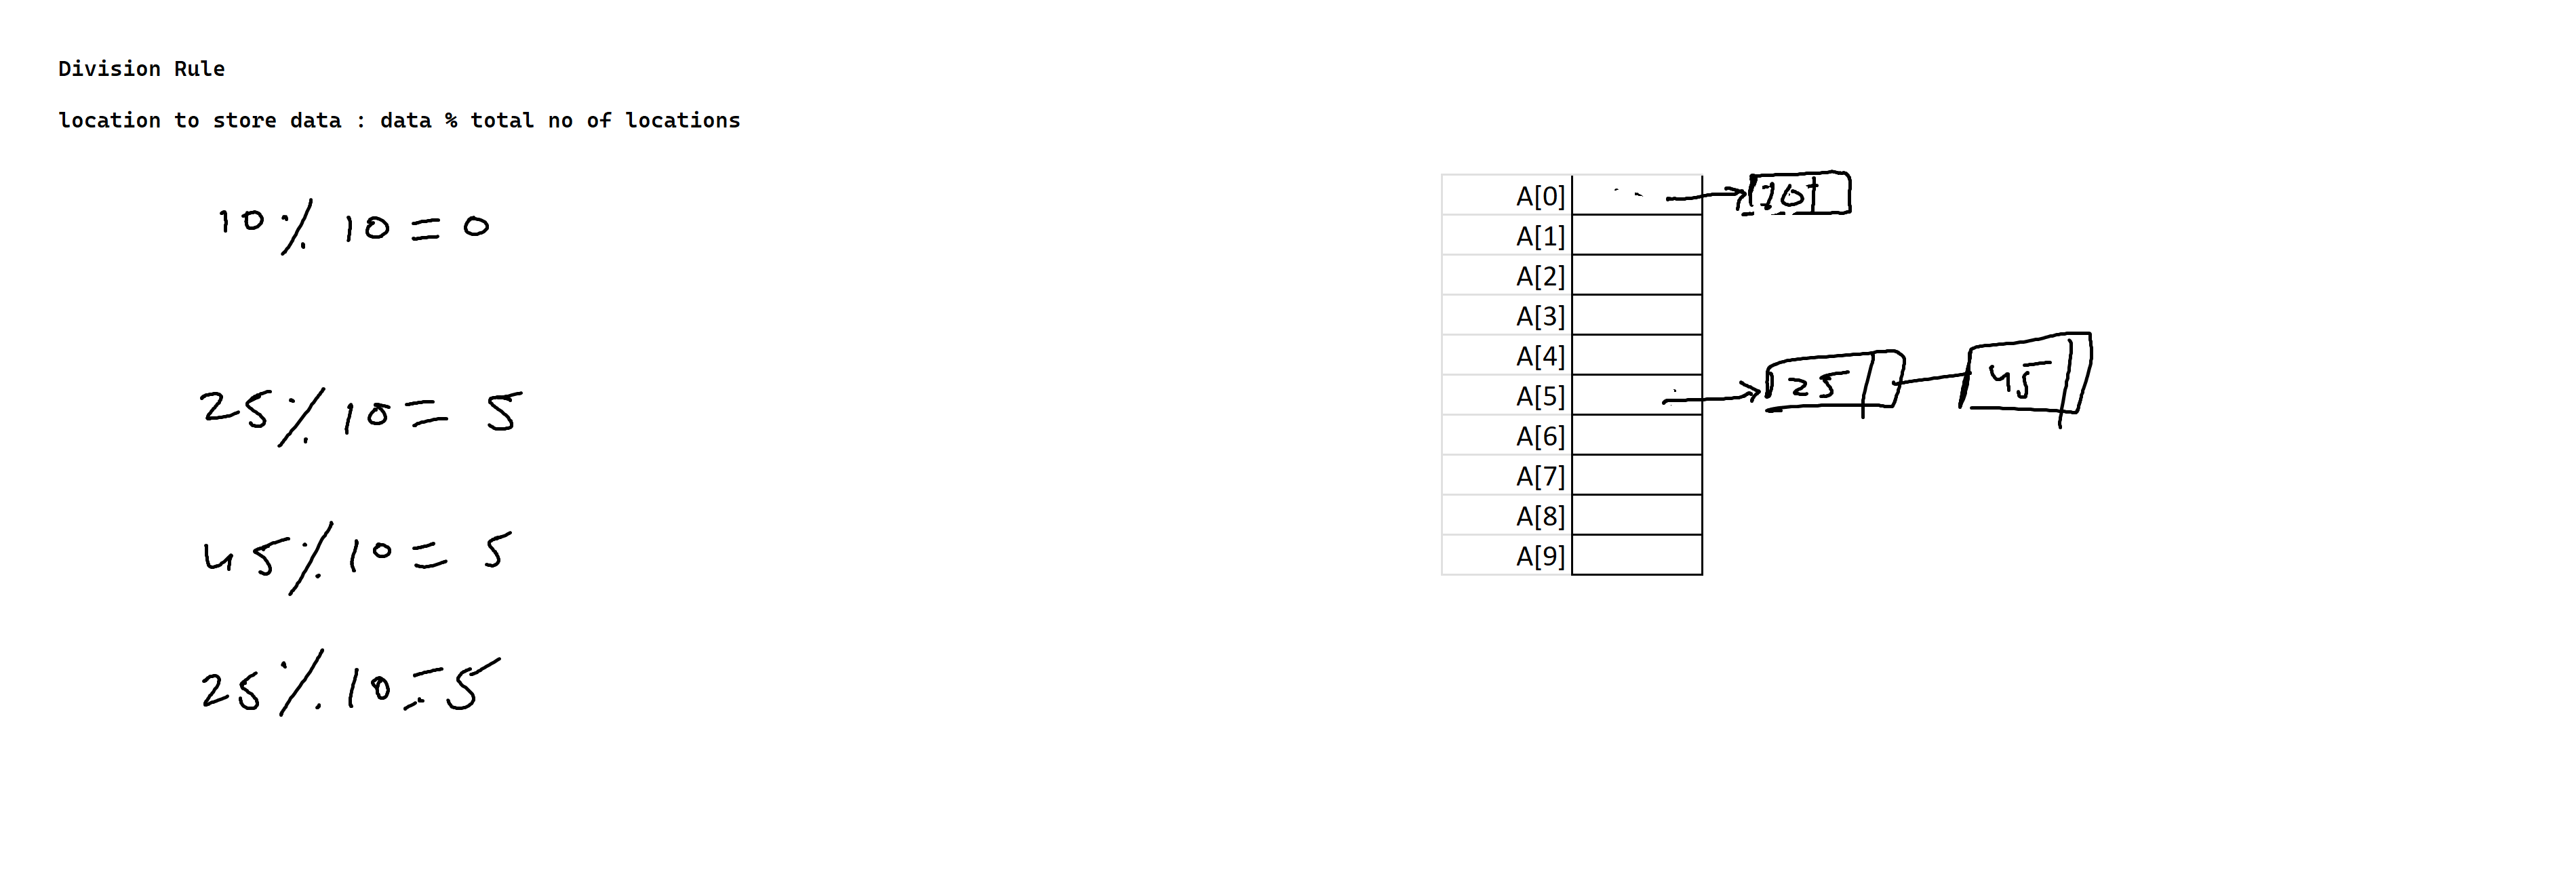 Division Rule
location to store data : data % total no of locations
10 % 10 = 0
25 % 10 = 5
45 % 10 = 5
25 % 10 = 5
A[0] 10
A[1]
A[2]
A[3]
A[4]
A[5] 25 45
A[6]
A[7]
A[8]
A[9]